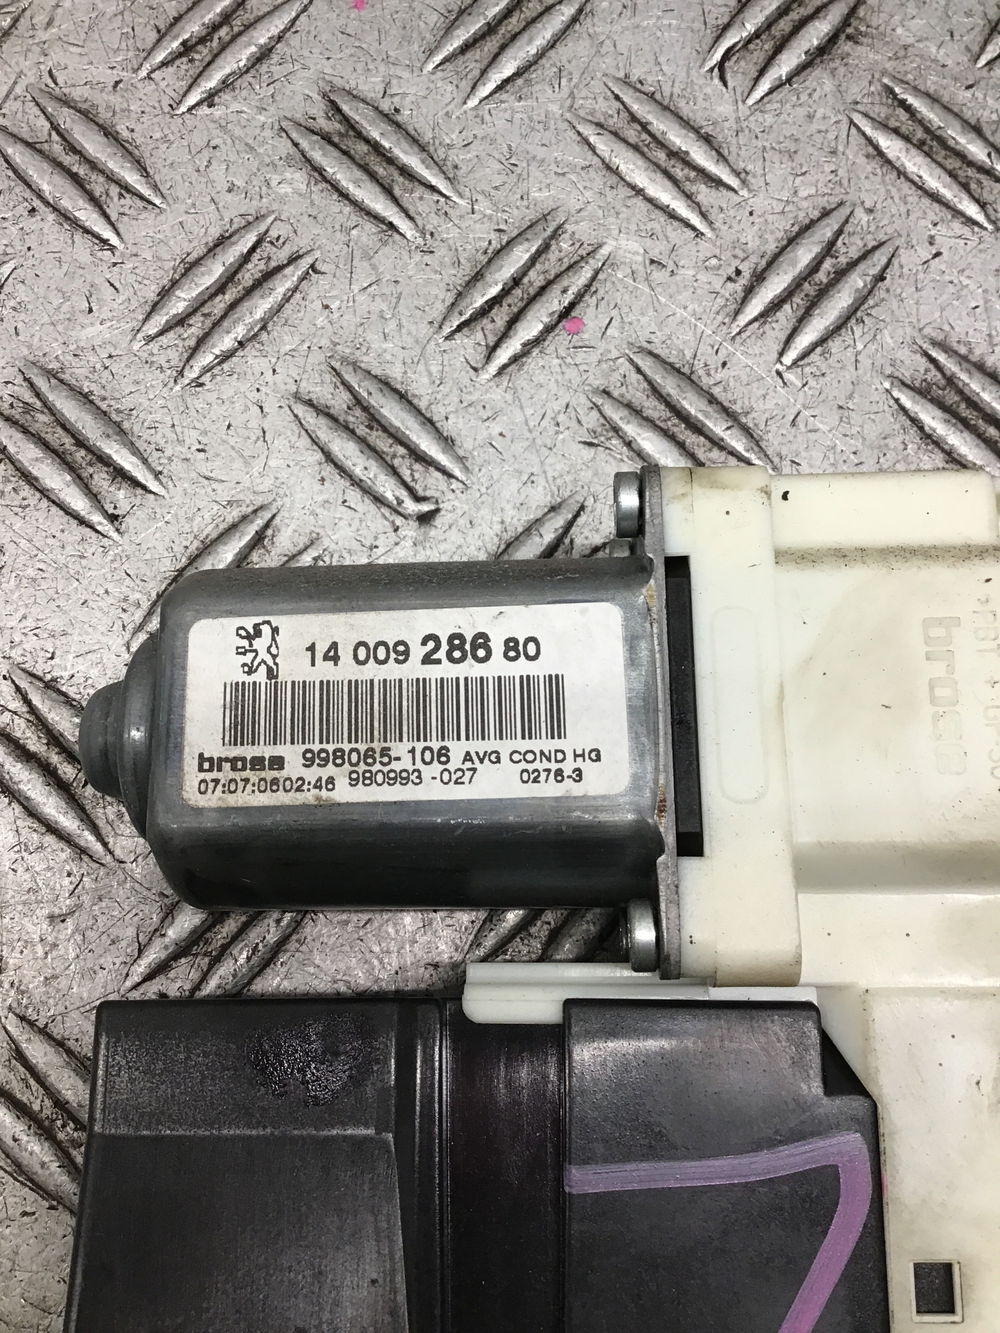 14 009 286 80
brose 998065-106 AVG COND HG
07:07:0602:46 980993-027 0276-3
brose